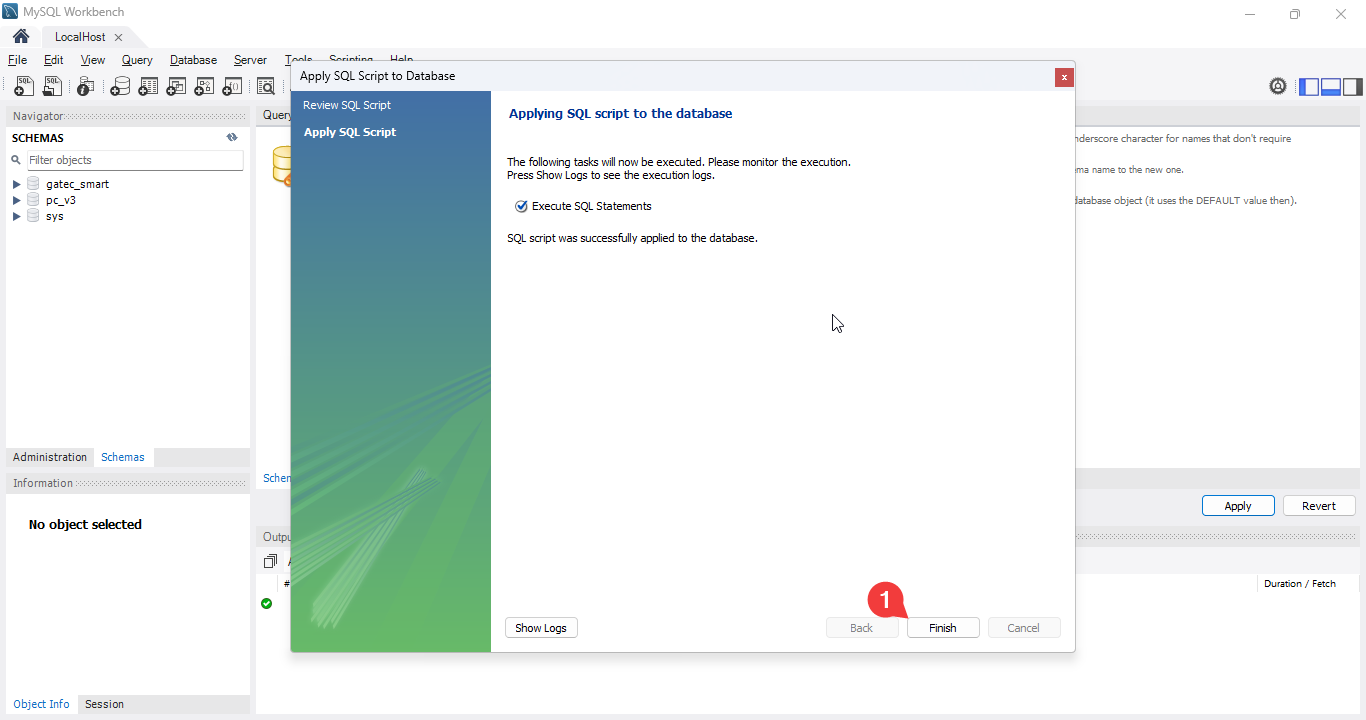 MySQL Workbench
LocalHost
File Edit View Query Database Server Tools Scripting Help
Apply SQL Script to Database
x
Navigator
SCHEMAS
Filter objects
gatec_smart
pc_v3
sys
Administration Schemas
Information
No object selected
Object Info Session
Query
Review SQL Script
Apply SQL Script
Applying SQL script to the database
The following tasks will now be executed. Please monitor the execution.
Press Show Logs to see the execution logs.
Execute SQL Statements
SQL script was successfully applied to the database.
1
Show Logs Back Finish Cancel
nderscore character for names that don't require
ma name to the new one.
atabase object (it uses the DEFAULT value then).
Schem
Apply Revert
Outpu
#
Duration / Fetch